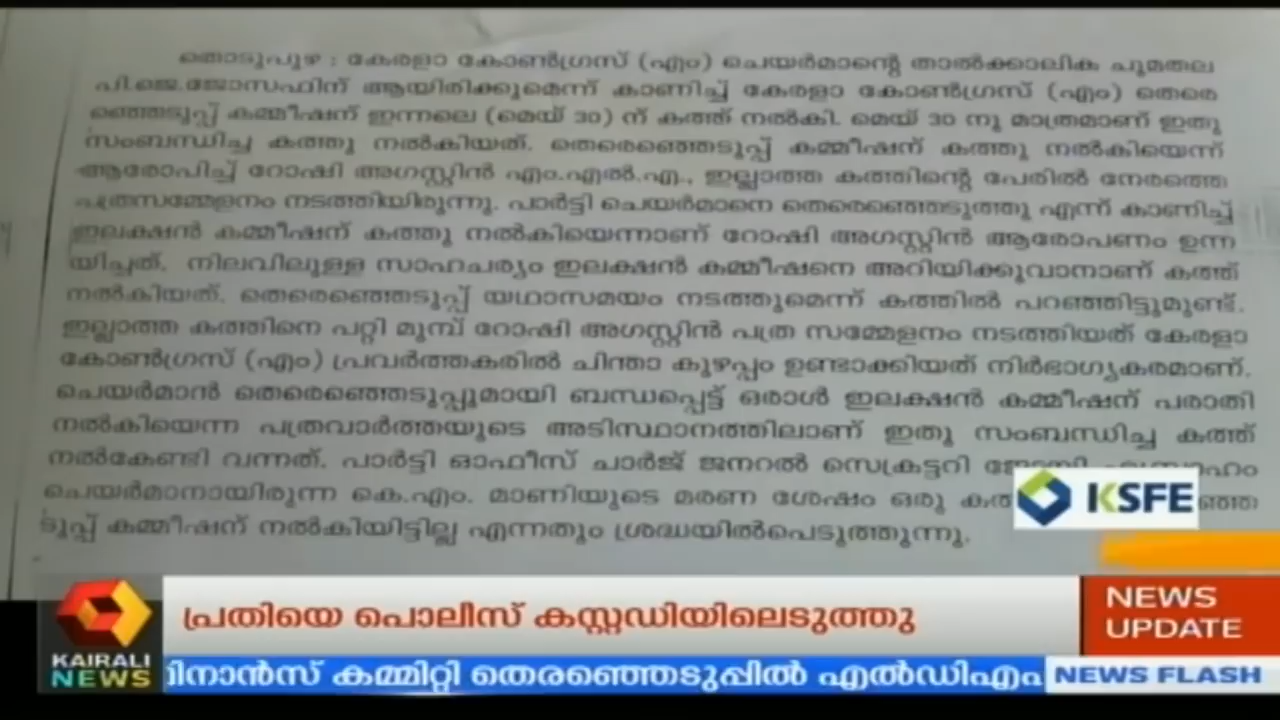 തൊടുപുഴ : കേരളാ കോൺഗ്രസ് (എം) ചെയർമാന്റെ താൽക്കാലിക ചുമതല
പി.ജെ.ജോസഫിന് ആയിരിക്കുമെന്ന് കാണിച്ച് കേരളാ കോൺഗ്രസ് (എം) തെരെ
ഞ്ഞെടുപ്പ് കമ്മീഷന് ഇന്നലെ (മെയ് 30) ന് കത്ത് നൽകി. മെയ് 30 നു മാത്രമാണ് ഇതു
സംബന്ധിച്ച കത്തു നൽകിയത്. തെരെഞ്ഞെടുപ്പ് കമ്മീഷന് കത്തു നൽകിയെന്ന്
ആരോപിച്ച് റോഷി അഗസ്റ്റിൻ എം.എൽ.എ., ഇല്ലാത്ത കത്തിന്റെ പേരിൽ നേരത്തെ
പത്രസമ്മേളനം നടത്തിയിരുന്നു. പാർട്ടി ചെയർമാനെ തെരെഞ്ഞെടുത്തു എന്ന് കാണിച്ച്
ഇലക്ഷൻ കമ്മീഷന് കത്തു നൽകിയെന്നാണ് റോഷി അഗസ്റ്റിൻ ആരോപണം ഉന്ന
യിച്ചത്. നിലവിലുള്ള സാഹചര്യം ഇലക്ഷൻ കമ്മീഷനെ അറിയിക്കുവാനാണ് കത്ത്
നൽകിയത്. തെരെഞ്ഞെടുപ്പ് യഥാസമയം നടത്തുമെന്ന് കത്തിൽ പറഞ്ഞിട്ടുമുണ്ട്.
ഇല്ലാത്ത കത്തിനെ പറ്റി മുമ്പ് റോഷി അഗസ്റ്റിൻ പത്ര സമ്മേളനം നടത്തിയത് കേരളാ
കോൺഗ്രസ് (എം) പ്രവർത്തകരിൽ ചിന്താ കുഴപ്പം ഉണ്ടാക്കിയത് നിർഭാഗ്യകരമാണ്.
ചെയർമാൻ തെരെഞ്ഞെടുപ്പുമായി ബന്ധപ്പെട്ട് ഒരാൾ ഇലക്ഷൻ കമ്മീഷന് പരാതി
നൽകിയെന്ന പത്രവാർത്തയുടെ അടിസ്ഥാനത്തിലാണ് ഇതു സംബന്ധിച്ച കത്ത്
നൽകേണ്ടി വന്നത്. പാർട്ടി ഓഫീസ് ചാർജ് ജനറൽ സെക്രട്ടറി
ചെയർമാനായിരുന്ന കെ.എം. മാണിയുടെ മരണ ശേഷം ഒരു
ടുപ്പ് കമ്മീഷന് നൽകിയിട്ടില്ല എന്നതും ശ്രദ്ധയിൽപെടുത്തുന്നു.
KSFE
പ്രതിയെ പൊലീസ് കസ്റ്റഡിയിലെടുത്തു
NEWS
UPDATE
KAIRALI
NEWS
ിനാൻസ് കമ്മിറ്റി തെരഞ്ഞെടുപ്പിൽ എൽഡിഎഫ
NEWS FLASH